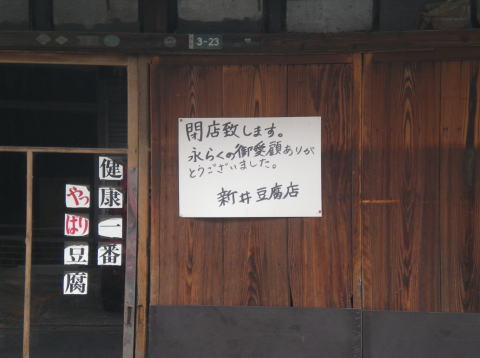 3-23
閉店致します。
永らくの御愛顧ありが
とうございました。
新井豆腐店
健康一番
やっぱり豆腐